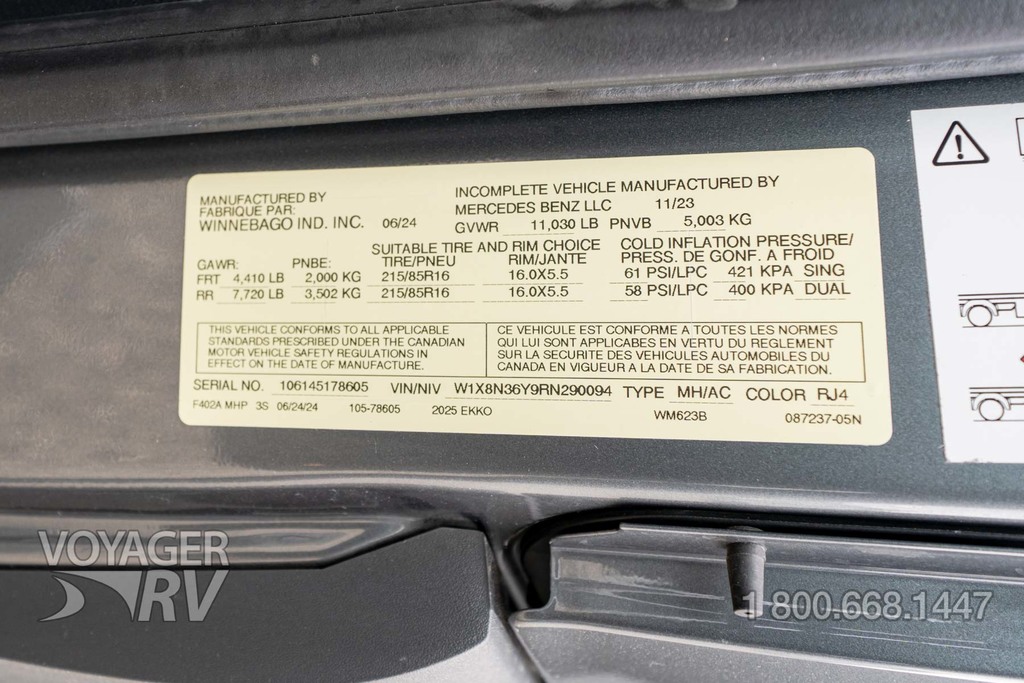 MANUFACTURED BY
FABRIQUE PAR:
WINNEBAGO IND. INC. 06/24
INCOMPLETE VEHICLE MANUFACTURED BY
MERCEDES BENZ LLC 11/23
GVWR 11,030 LB PNVB 5,003 KG
SUITABLE TIRE AND RIM CHOICE
COLD INFLATION PRESSURE/
GAWR: PNBE: TIRE/PNEU RIM/JANTE PRESS. DE GONF. A FROID
FRT 4,410 LB 2,000 KG 215/85R16 16.0X5.5 61 PSI/LPC 421 KPA SING
RR 7,720 LB 3,502 KG 215/85R16 16.0X5.5 58 PSI/LPC 400 KPA DUAL
THIS VEHICLE CONFORMS TO ALL APPLICABLE
STANDARDS PRESCRIBED UNDER THE CANADIAN
MOTOR VEHICLE SAFETY REGULATIONS IN
EFFECT ON THE DATE OF MANUFACTURE.
CE VEHICULE EST CONFORME A TOUTES LES NORMES
QUI LUI SONT APPLICABES EN VERTU DU REGLEMENT
SUR LA SECURITE DES VEHICULES AUTOMOBILES DU
CANADA EN VIGUEUR A LA DATE DE SA FABRICATION.
SERIAL NO. 106145178605 VIN/NIV W1X8N36Y9RN290094 TYPE MH/AC COLOR RJ4
F402A MHP 3S 06/24/24 105-78605 2025 EKKO WM623B 087237-05N
VOYAGER
RV
1·800.668.1447